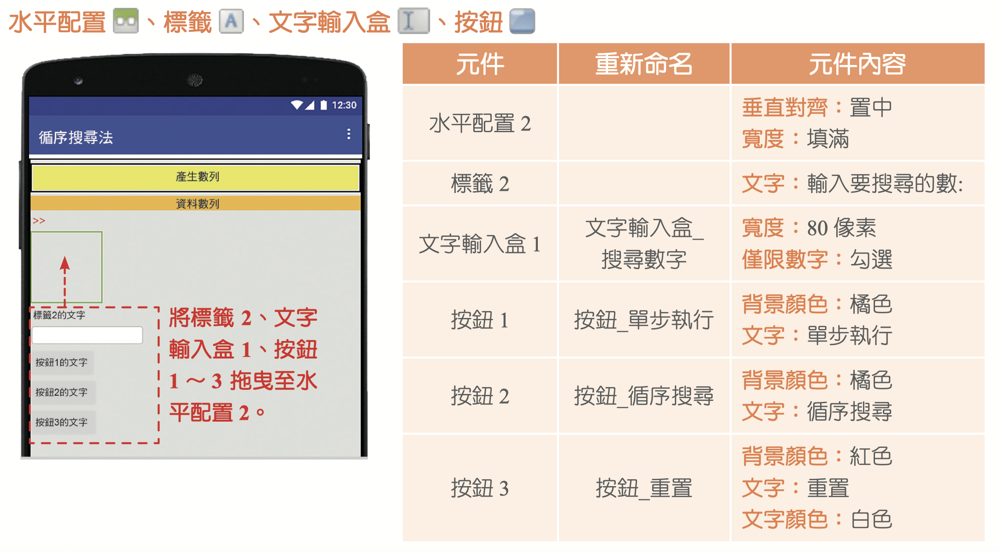 水平配置、標籤 A、文字輸入盒、按鈕
12:30
循序搜尋法
產生數列
資料數列
>>
標籤2的文字
按鈕1的文字
按鈕2的文字
按鈕3的文字
將標籤 2、文字
輸入盒 1、按鈕
1～3 拖曳至水
平配置 2。
元件 重新命名 元件內容
水平配置 2
垂直對齊：置中
寬度：填滿
標籤 2
文字：輸入要搜尋的數:
文字輸入盒 1
文字輸入盒_
搜尋數字
寬度：80 像素
僅限數字：勾選
按鈕 1
按鈕_單步執行
背景顏色：橘色
文字：單步執行
按鈕 2
按鈕_循序搜尋
背景顏色：橘色
文字：循序搜尋
按鈕 3
按鈕_重置
背景顏色：紅色
文字：重置
文字顏色：白色